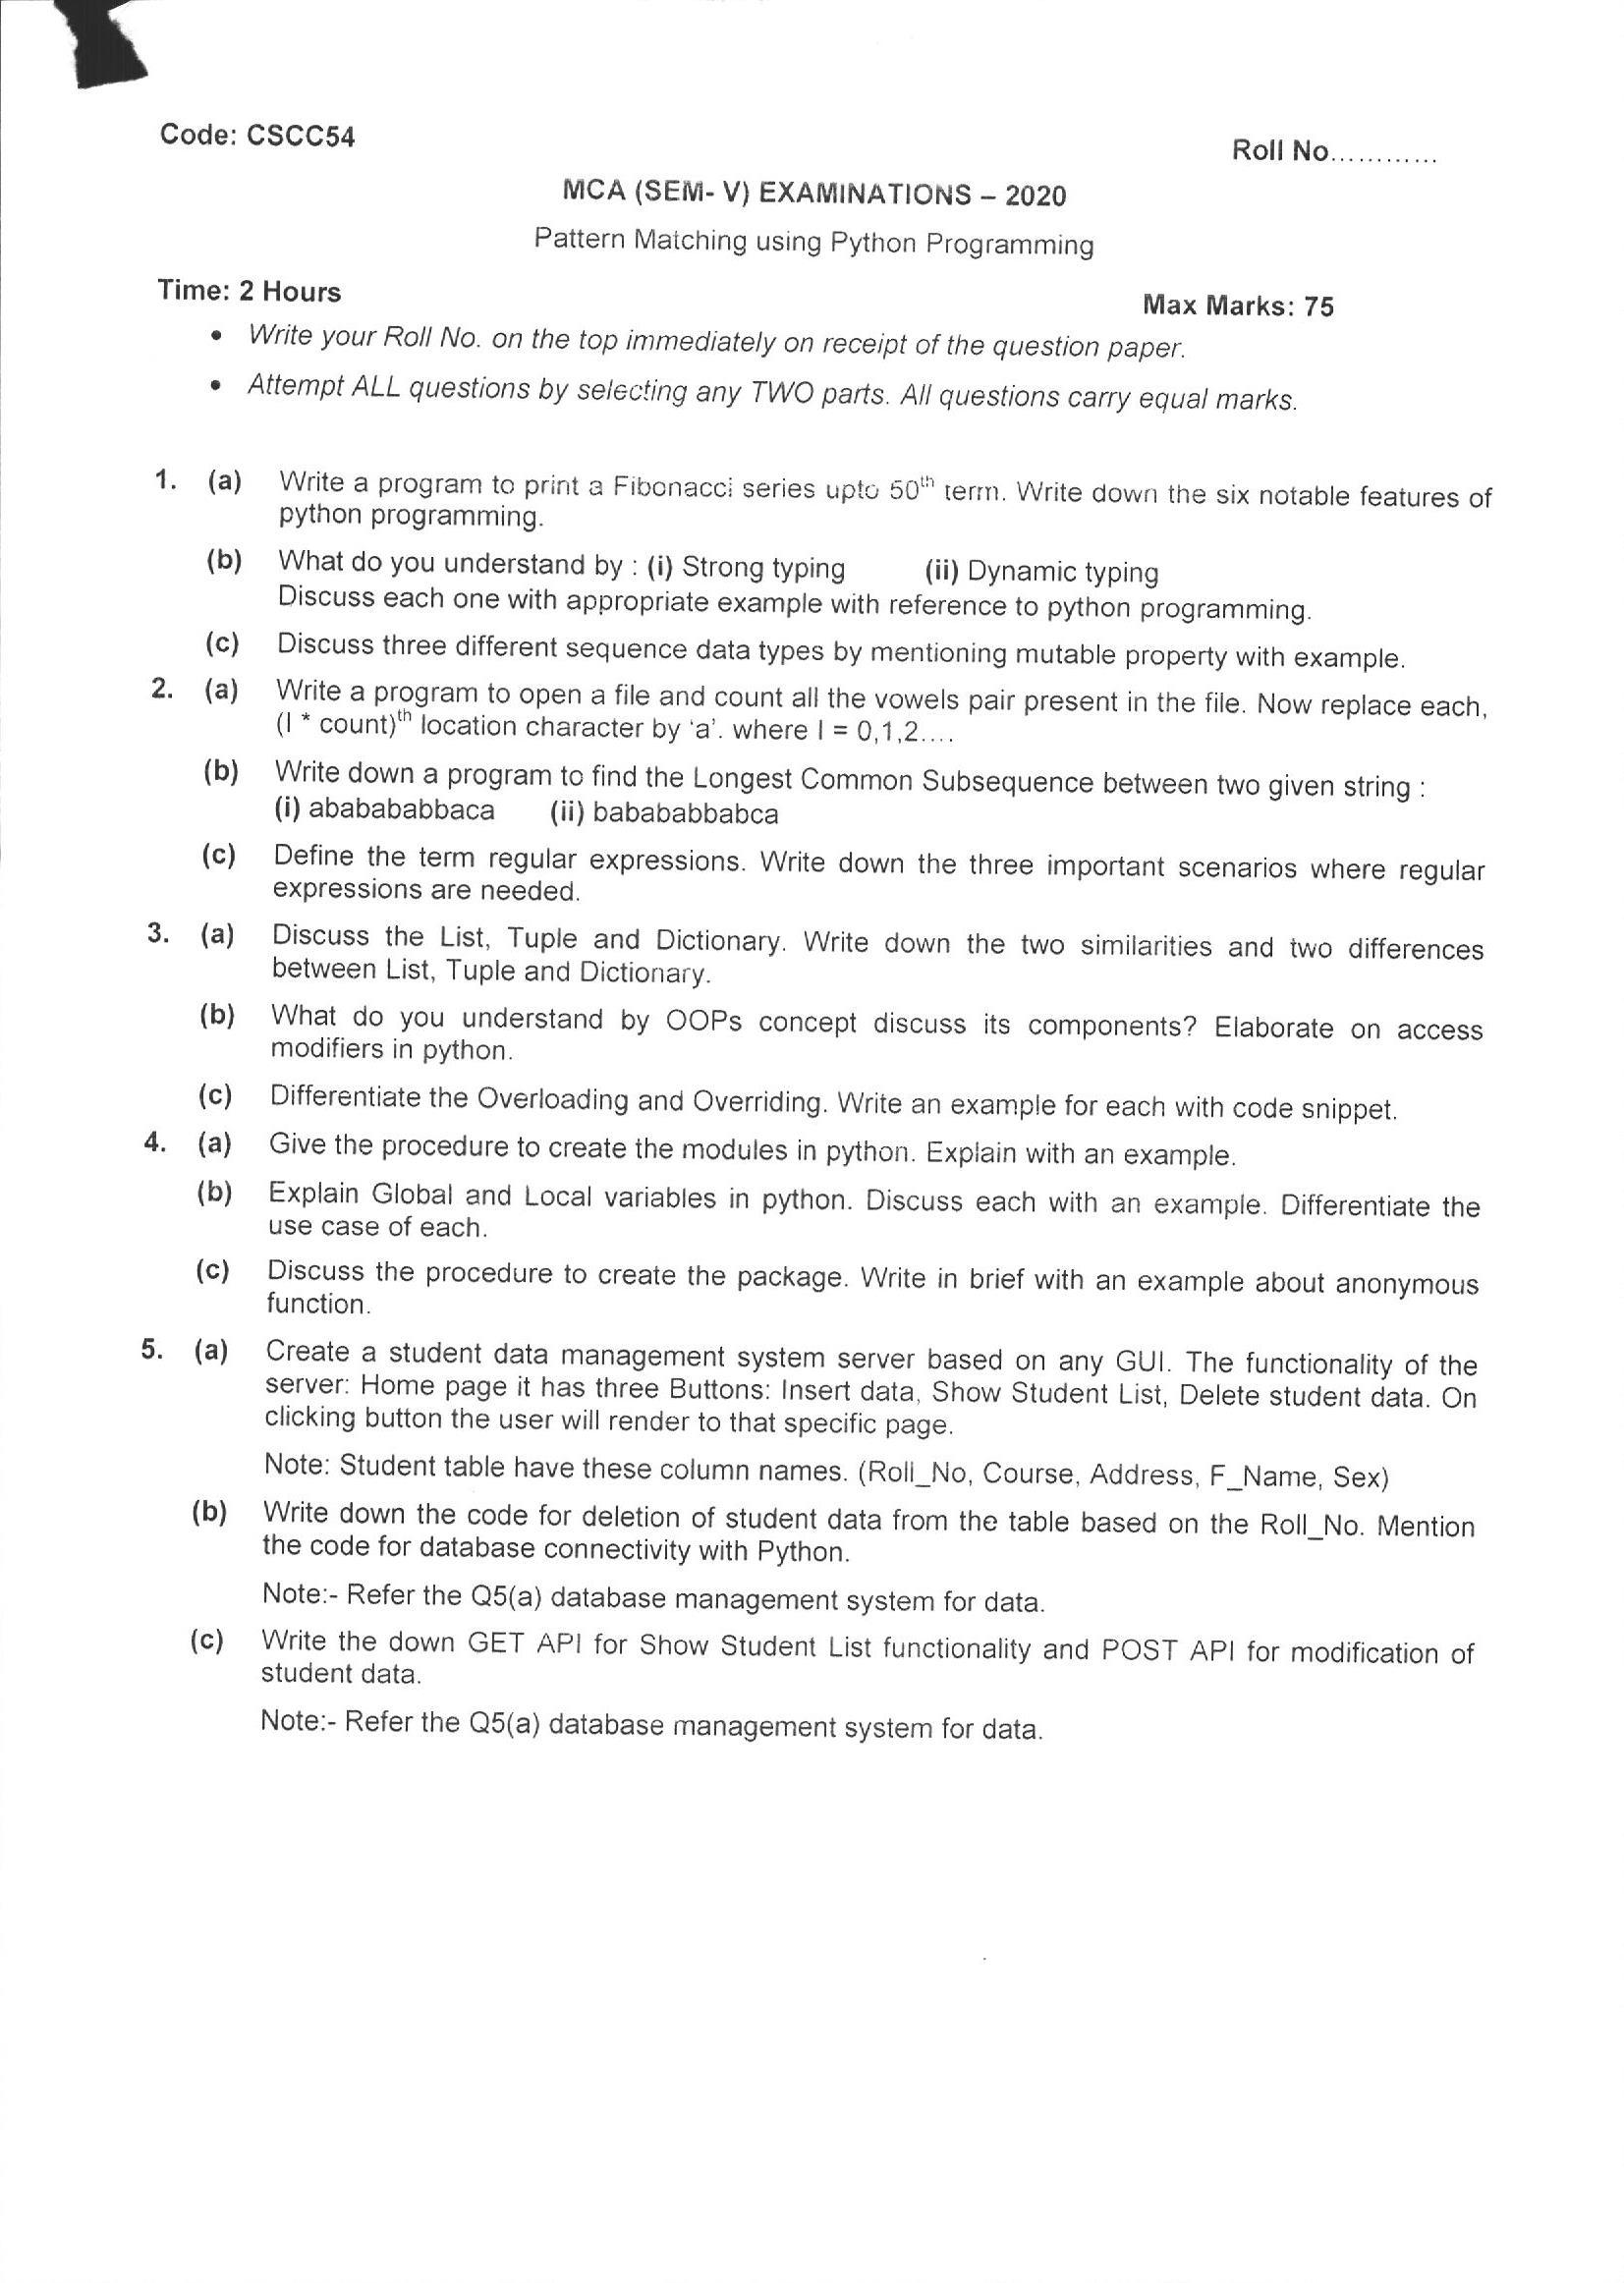 Code: CSCC54
Roll No............
MCA (SEM- V) EXAMINATIONS – 2020
Pattern Matching using Python Programming
Time: 2 Hours
Max Marks: 75
• Write your Roll No. on the top immediately on receipt of the question paper.
• Attempt ALL questions by selecting any TWO parts. All questions carry equal marks.
1. (a) Write a program to print a Fibonacci series upto 50th term. Write down the six notable features of
python programming.
(b) What do you understand by : (i) Strong typing (ii) Dynamic typing
Discuss each one with appropriate example with reference to python programming.
(c) Discuss three different sequence data types by mentioning mutable property with example.
2. (a) Write a program to open a file and count all the vowels pair present in the file. Now replace each,
(I * count)th location character by ‘a’. where I = 0,1,2....
(b) Write down a program to find the Longest Common Subsequence between two given string :
(i) ababababbaca (ii) babababbabca
(c) Define the term regular expressions. Write down the three important scenarios where regular
expressions are needed.
3. (a) Discuss the List, Tuple and Dictionary. Write down the two similarities and two differences
between List, Tuple and Dictionary.
(b) What do you understand by OOPs concept discuss its components? Elaborate on access
modifiers in python.
(c) Differentiate the Overloading and Overriding. Write an example for each with code snippet.
4. (a) Give the procedure to create the modules in python. Explain with an example.
(b) Explain Global and Local variables in python. Discuss each with an example. Differentiate the
use case of each.
(c) Discuss the procedure to create the package. Write in brief with an example about anonymous
function.
5. (a) Create a student data management system server based on any GUI. The functionality of the
server: Home page it has three Buttons: Insert data, Show Student List, Delete student data. On
clicking button the user will render to that specific page.
Note: Student table have these column names. (Roll_No, Course, Address, F_Name, Sex)
(b) Write down the code for deletion of student data from the table based on the Roll_No. Mention
the code for database connectivity with Python.
Note:- Refer the Q5(a) database management system for data.
(c) Write the down GET API for Show Student List functionality and POST API for modification of
student data.
Note:- Refer the Q5(a) database management system for data.